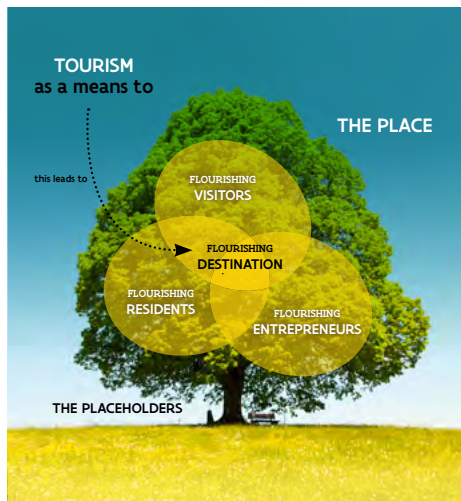 TOURISM
as a means to
THE PLACE
this leads to
FLOURISHING
VISITORS
FLOURISHING
DESTINATION
FLOURISHING
RESIDENTS
FLOURISHING
ENTREPRENEURS
THE PLACEHOLDERS